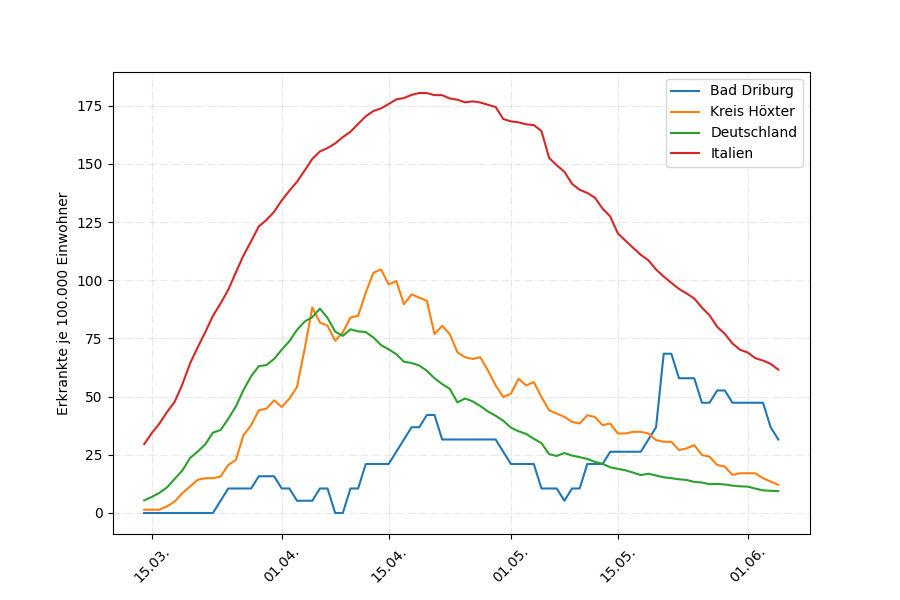 Bad Driburg
Kreis Höxter
Deutschland
Italien
Erkrankte je 100.000 Einwohner
175
150
125
100
75
50
25
0
15.03.
01.04.
15.04.
01.05.
15.05.
01.06.